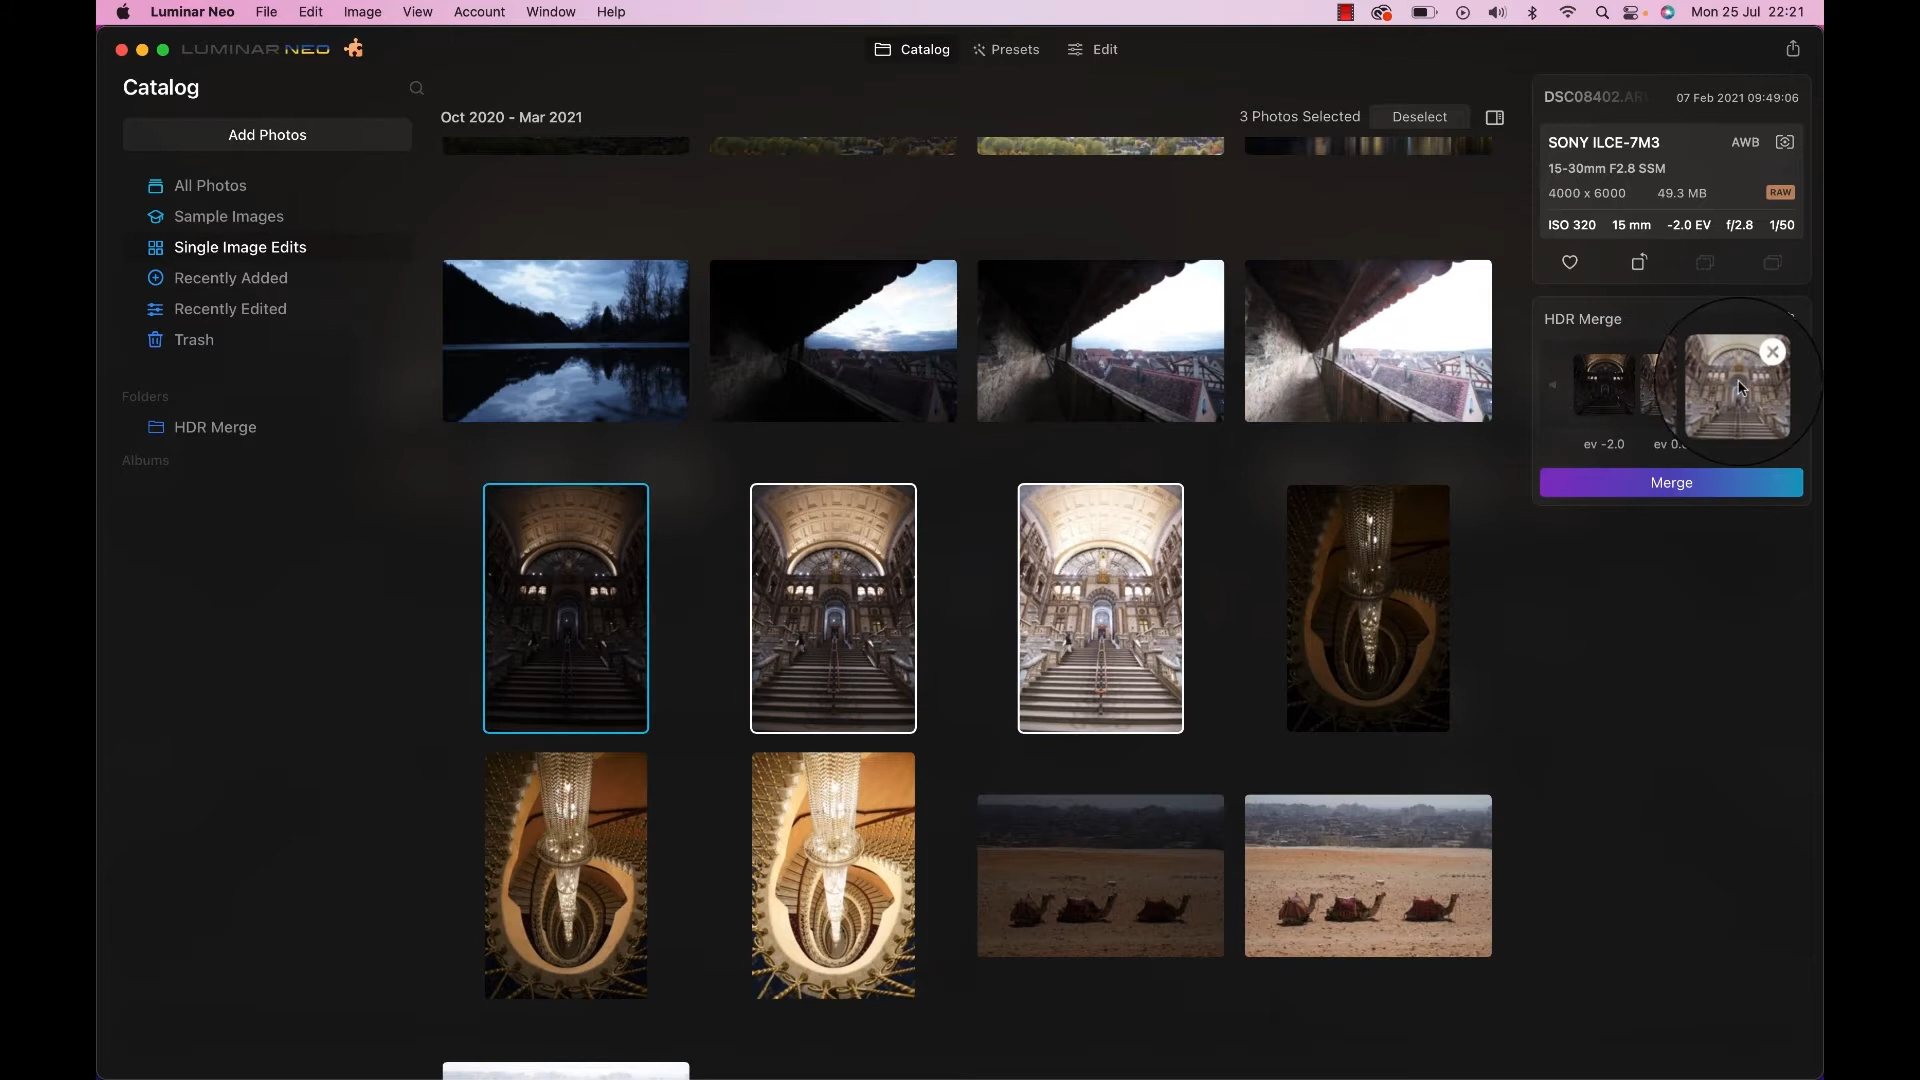 Luminar Neo File Edit Image View Account Window Help Mon 25 Jul 22:21
LUMINAR NEO Catalog Presets Edit
Catalog
Add Photos
All Photos
Sample Images
Single Image Edits
Recently Added
Recently Edited
Trash
Folders
HDR Merge
Albums
Oct 2020 - Mar 2021 3 Photos Selected Deselect
DSC08402 07 Feb 2021 09:49:06
SONY ILCE-7M3 AWB
15-30mm F2.8 SSM
4000 x 6000 49.3 MB RAW
ISO 320 15 mm -2.0 EV f/2.8 1/50
HDR Merge
ev -2.0 ev
Merge